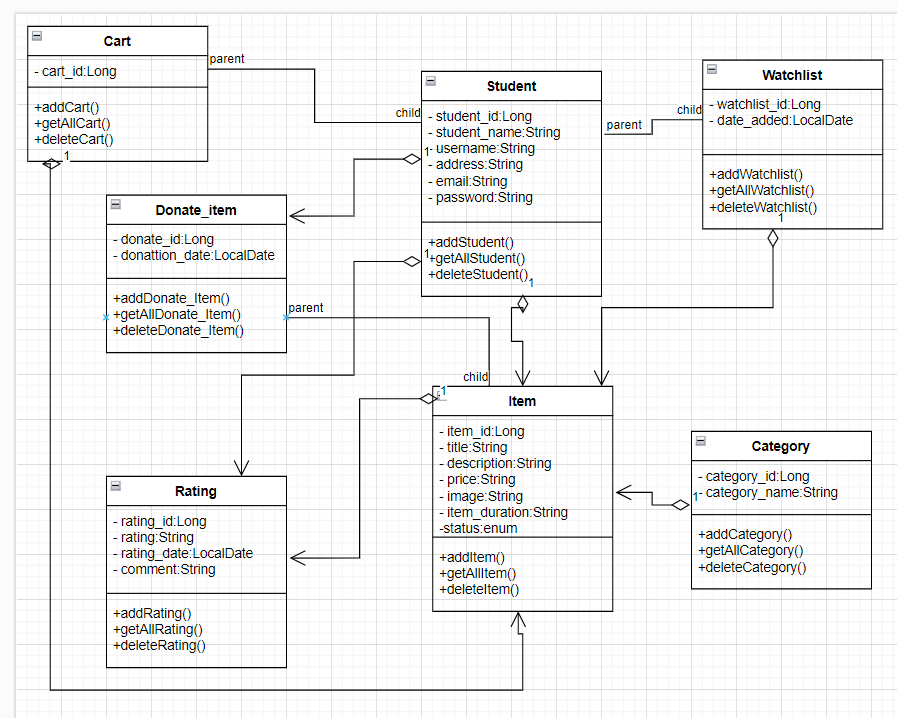 Cart
- cart_id:Long
+addCart()
+getAllCart()
+deleteCart()
1
parent
child
Student
- student_id:Long
- student_name:String
- username:String
- address:String
- email:String
- password:String
+addStudent()
+getAllStudent()
+deleteStudent()
1
1
1
parent
child
Watchlist
- watchlist_id:Long
- date_added:LocalDate
+addWatchlist()
+getAllWatchlist()
+deleteWatchlist()
1
Donate_item
- donate_id:Long
- donattion_date:LocalDate
+addDonate_Item()
+getAllDonate_Item()
+deleteDonate_Item()
parent
child
1
Item
- item_id:Long
- title:String
- description:String
- price:String
- image:String
- item_duration:String
-status:enum
+addItem()
+getAllItem()
+deleteItem()
Category
- category_id:Long
- category_name:String
1
+addCategory()
+getAllCategory()
+deleteCategory()
Rating
- rating_id:Long
- rating:String
- rating_date:LocalDate
- comment:String
+addRating()
+getAllRating()
+deleteRating()